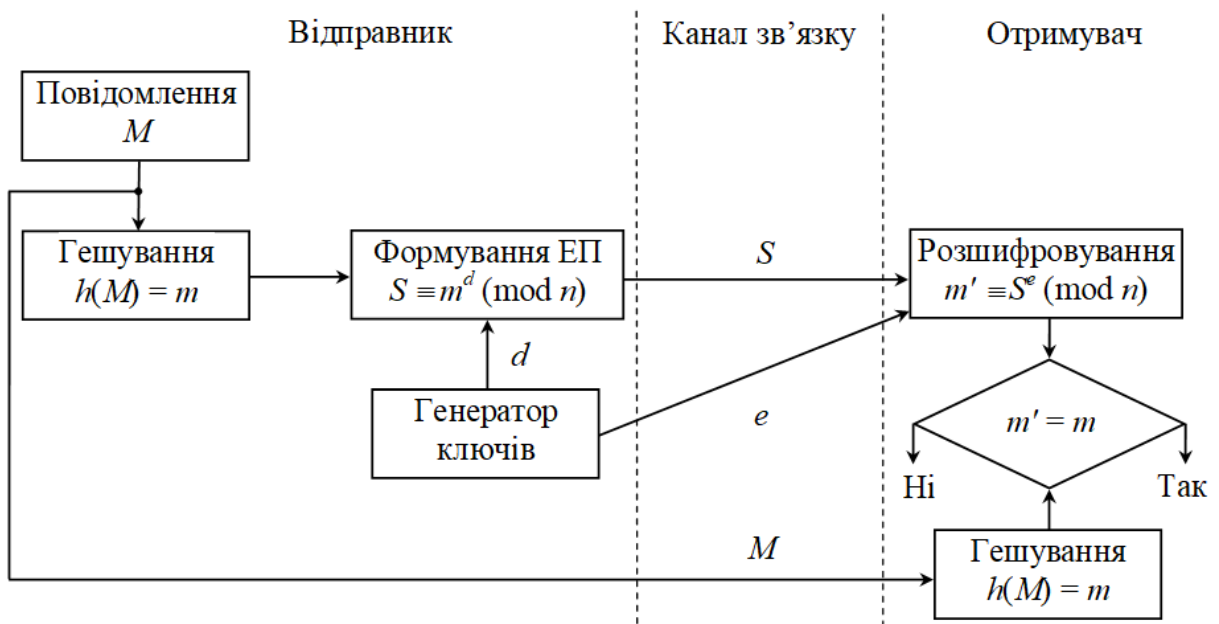 Відправник
Канал зв’язку
Отримувач
Повідомлення
M
Гешування
h(M) = m
Формування ЕП
S ≡ m^d (mod n)
S
Розшифровування
m′ ≡ S^e (mod n)
d
Генератор
ключів
e
m′ = m
Ні
Так
M
Гешування
h(M) = m